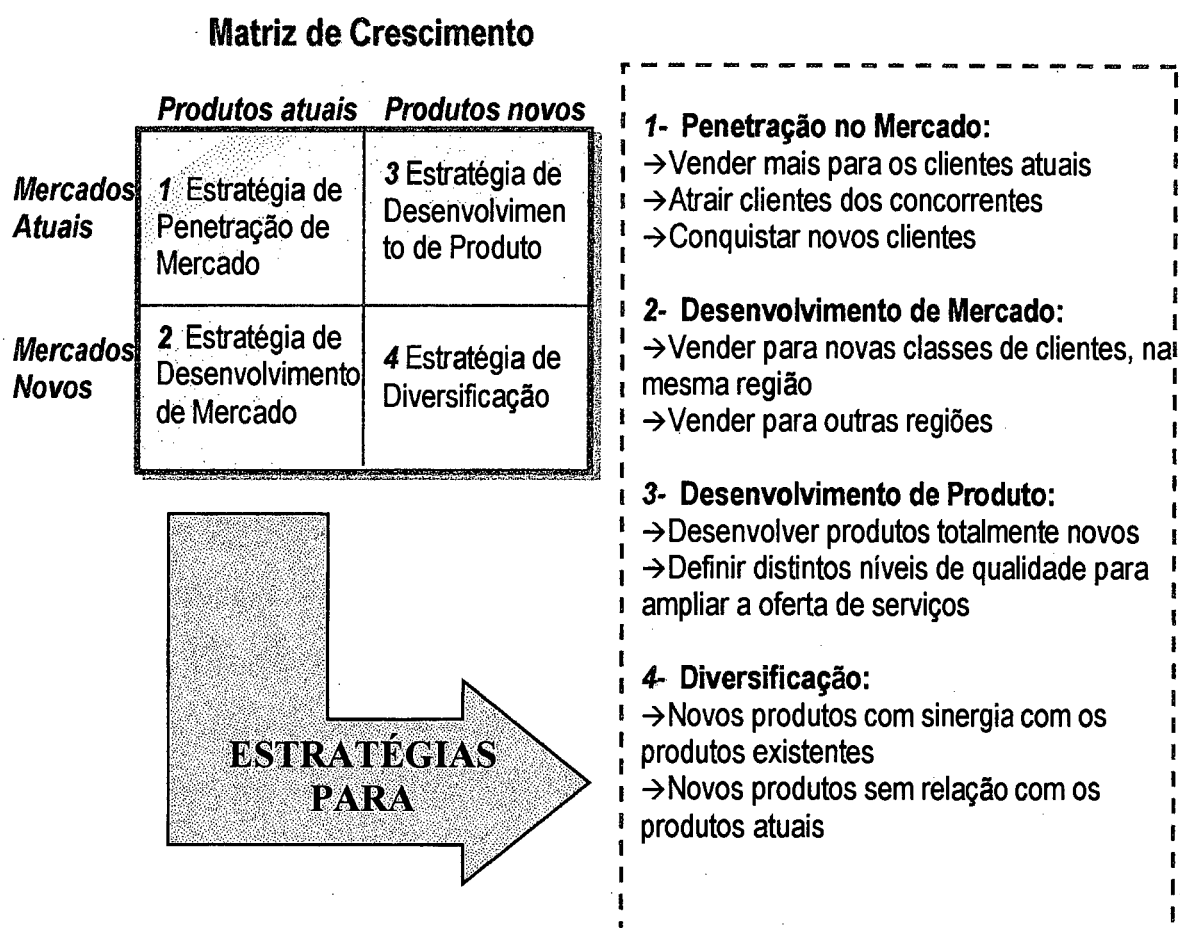 Matriz de Crescimento
Produtos atuais Produtos novos
Mercados Atuais
1 Estratégia de
Penetração de
Mercado
3 Estratégia de
Desenvolvimen
to de Produto
Mercados
Novos
2 Estratégia de
Desenvolvimento
de Mercado
4 Estratégia de
Diversificação
ESTRATÉGIAS
PARA
1- Penetração no Mercado:
→Vender mais para os clientes atuais
→Atrair clientes dos concorrentes
→Conquistar novos clientes
2- Desenvolvimento de Mercado:
→Vender para novas classes de clientes, na
mesma região
→Vender para outras regiões
3- Desenvolvimento de Produto:
→Desenvolver produtos totalmente novos
→Definir distintos níveis de qualidade para
ampliar a oferta de serviços
4- Diversificação:
→Novos produtos com sinergia com os
produtos existentes
→Novos produtos sem relação com os
produtos atuais